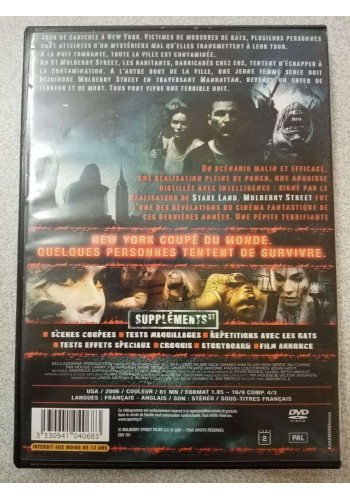 Jour de canicule à New York. Victimes de morsures de rats, plusieurs personnes
sont atteintes d'un mystérieux mal qu'elles transmettent à leur tour.
A la nuit tombante, toute la ville est contaminée.
Au 51 Mulberry Street, les habitants, barricadés chez eux, tentent d'échapper à
la contamination. A l'autre bout de la ville, une jeune femme seule doit
rejoindre Mulberry Street en traversant Manhattan, devenu un enfer
de terreur et de mort. Tous vont vivre une terrible nuit.
Un scénario malin et efficace,
une réalisation pleine de punch, une angoisse
distillée avec intelligence : signé par le
réalisateur de Stake Land, Mulberry Street fut
l'une des révélations du cinéma fantastique de
ces dernières années. Une pépite terrifiante
NEW YORK COUPÉ DU MONDE.
QUELQUES PERSONNES TENTENT DE SURVIVRE.
SUPPLÉMENTS ST
Scènes coupées Tests maquillages Répétitions avec les rats
Tests effets spéciaux Croquis Storyboard Film annonce
USA / 2006 / COULEUR / 81 MN / FORMAT 1.85 - 16/9 COMP. 4/3
LANGUES : FRANÇAIS - ANGLAIS / SON : STÉRÉO / SOUS-TITRES FRANÇAIS
DVD
VIDEO
2
PAL
3 530941 040683
INTERDIT AUX MOINS DE 12 ANS